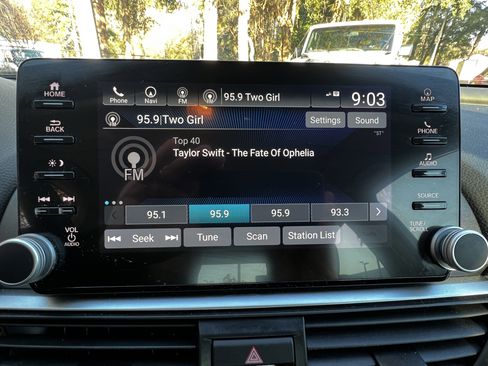 HOME
Phone Navi FM 95.9 Two Girl 9:03
MAP
BACK
95.9|Two Girl Settings Sound
PHONE
Top 40 "ST"
Taylor Swift - The Fate Of Ophelia
FM
AUDIO
SOURCE
95.1 95.9 95.9 93.3
VOL
AUDIO
Seek Tune Scan Station List
TUNE/
SCROLL